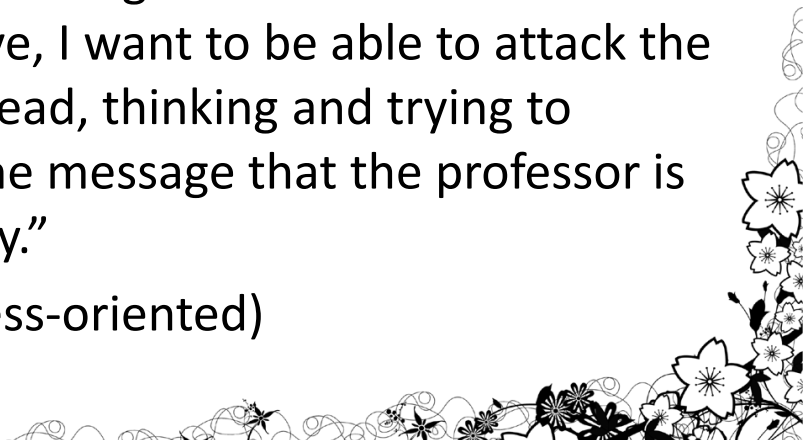 ve, I want to be able to attack the
ead, thinking and trying to
e message that the professor is
y.”
ss-oriented)